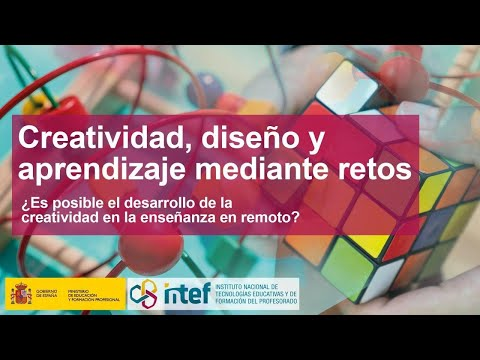 Creatividad, diseño y
aprendizaje mediante retos
¿Es posible el desarrollo de la
creatividad en la enseñanza en remoto?
GOBIERNO
DE ESPAÑA
MINISTERIO
DE EDUCACIÓN
Y FORMACIÓN PROFESIONAL
intef
INSTITUTO NACIONAL DE
TECNOLOGÍAS EDUCATIVAS Y DE
FORMACIÓN DEL PROFESORADO